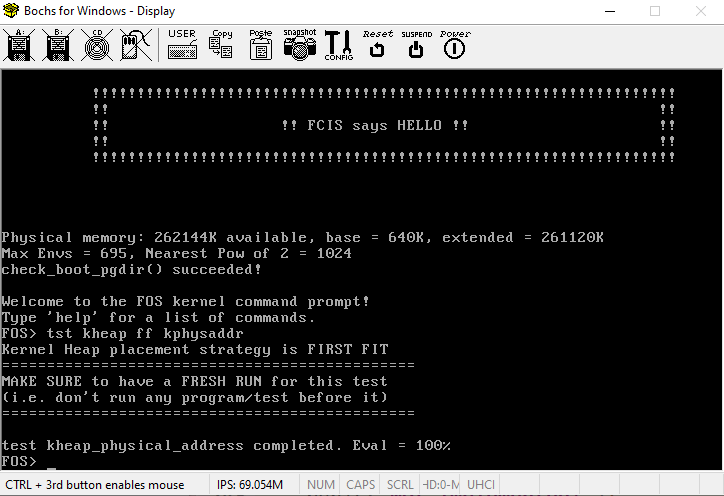 Bochs for Windows - Display
A: B: CD USER Copy Paste snapshot CONFIG Reset SUSPEND Power
!!!!!!!!!!!!!!!!!!!!!!!!!!!!!!!!!!!!!!!!!!!!!!!!!!!!!!!!!!!!!!!!!
!! !!
!! !! FCIS says HELLO !! !!
!! !!
!!!!!!!!!!!!!!!!!!!!!!!!!!!!!!!!!!!!!!!!!!!!!!!!!!!!!!!!!!!!!!!!!
Physical memory: 262144K available, base = 640K, extended = 261120K
Max Envs = 695, Nearest Pow of 2 = 1024
check_boot_pgdir() succeeded!
Welcome to the FOS kernel command prompt!
Type 'help' for a list of commands.
FOS> tst kheap ff kphysaddr
Kernel Heap placement strategy is FIRST FIT
==============================================
MAKE SURE to have a FRESH RUN for this test
(i.e. don't run any program/test before it)
==============================================
test kheap_physical_address completed. Eval = 100%
FOS> _
CTRL + 3rd button enables mouse IPS: 69.054M NUM CAPS SCRL HD:0-M UHCI